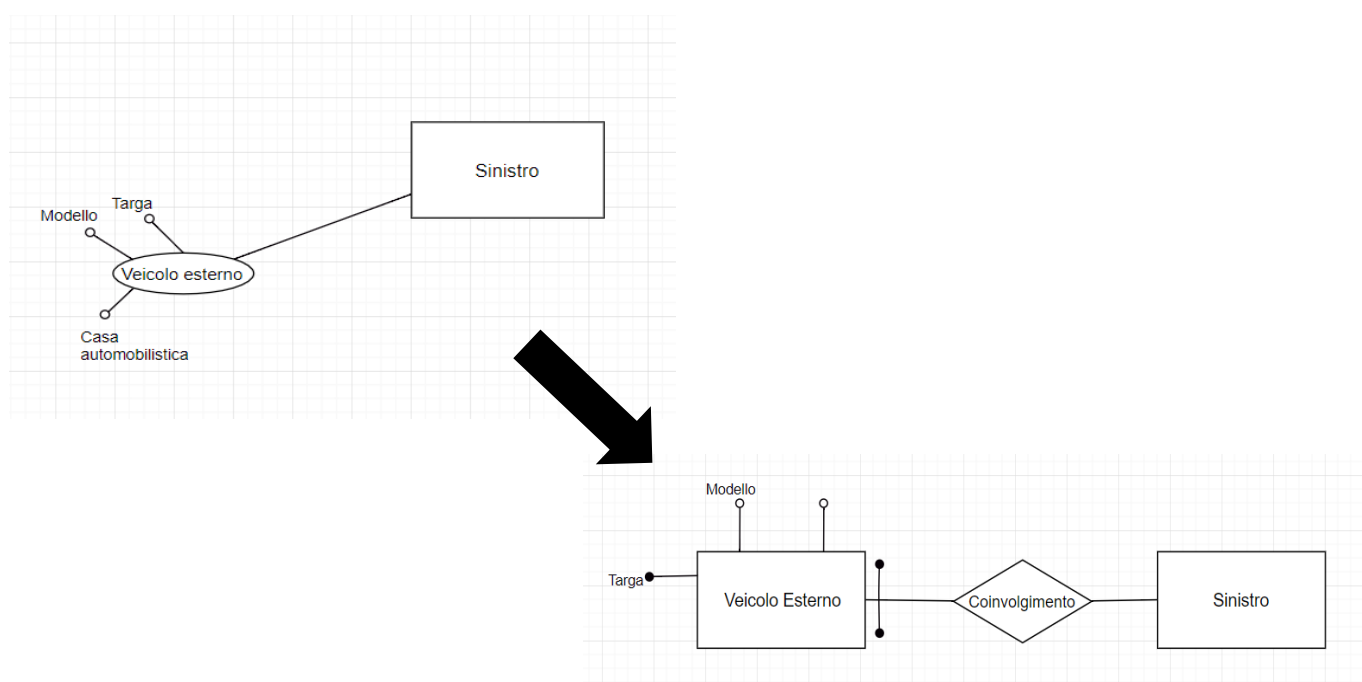 Sinistro
Targa
Modello
Veicolo esterno
Casa
automobilistica
Modello
Targa
Veicolo Esterno
Coinvolgimento
Sinistro